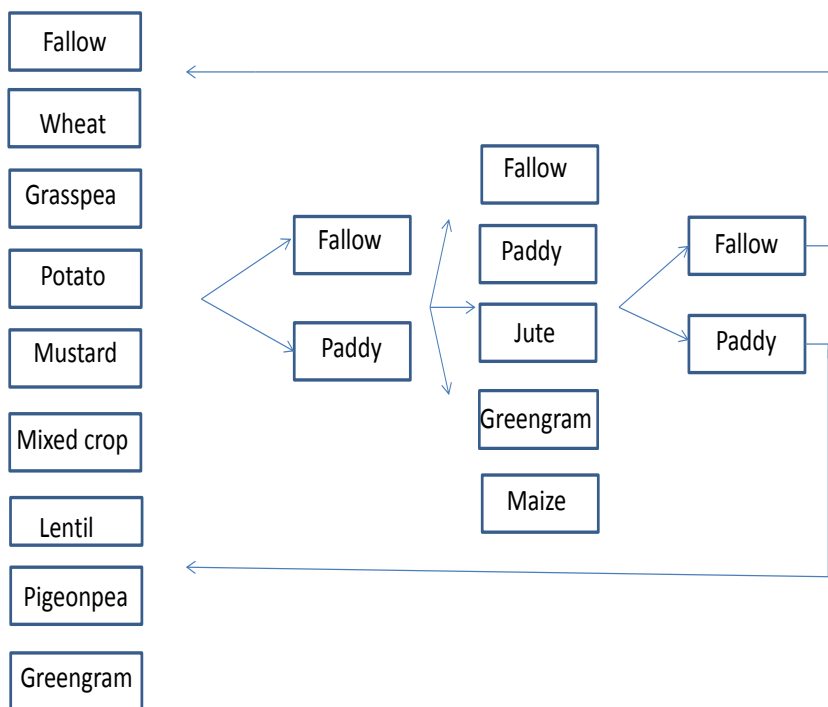 Fallow
Wheat
Grasspea
Potato
Mustard
Mixed crop
Lentil
Pigeonpea
Greengram
Fallow
Paddy
Fallow
Paddy
Jute
Greengram
Maize
Fallow
Paddy